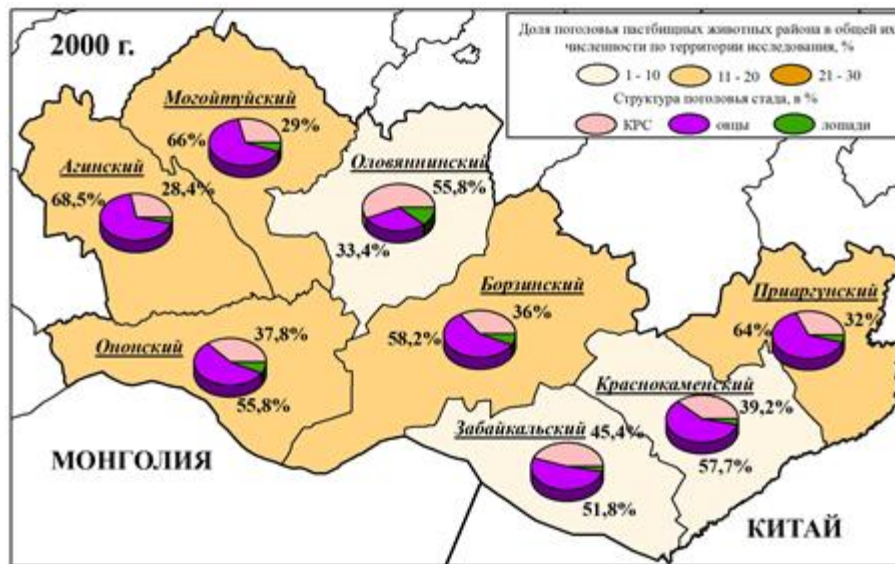 2000 г.
Доля поголовья пастбищных животных района в общей их
численности по территории исследования, %
1 - 10
11 - 20
21 - 30
Структура поголовья стада, в %
КРС
овцы
лошади
Могойтуйский
66%
29%
Агинский
68,5%
28,4%
Оловяннинский
55,8%
33,4%
Борзинский
36%
58,2%
Приаргунский
64%
32%
Ононский
37,8%
55,8%
Краснокаменский
39,2%
57,7%
Забайкальский
45,4%
51,8%
МОНГОЛИЯ
КИТАЙ